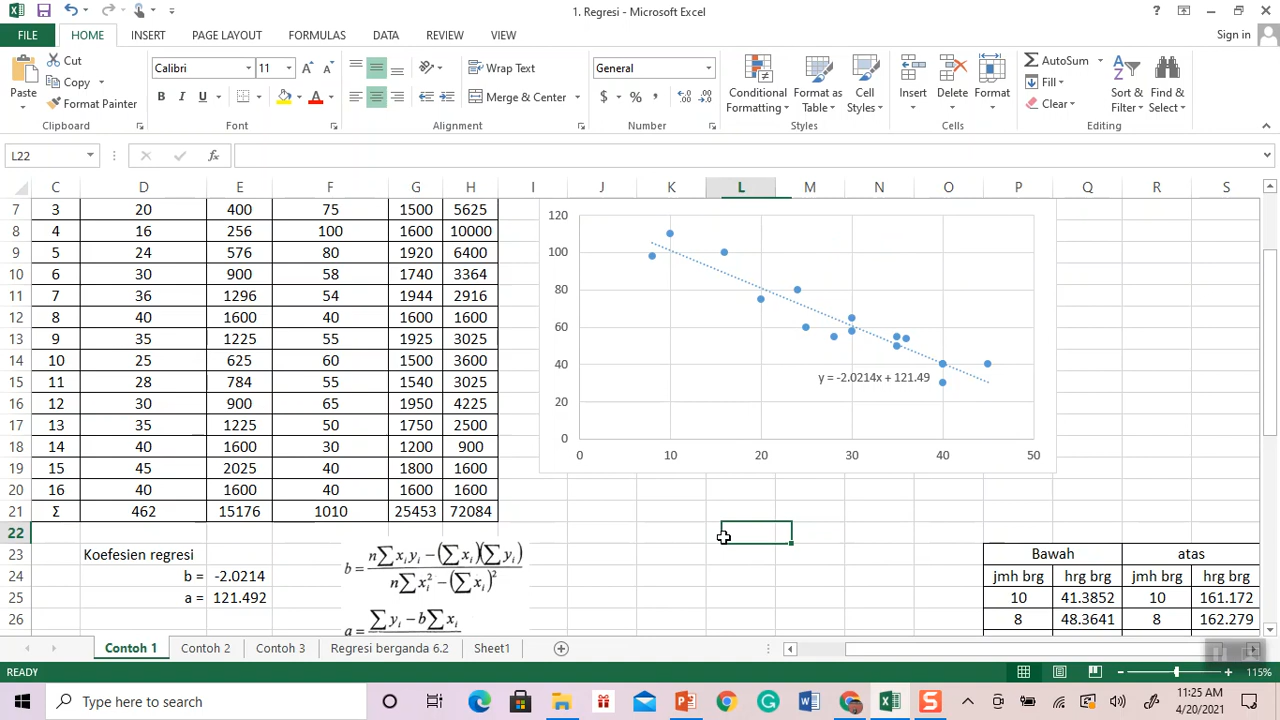 1. Regresi - Microsoft Excel
? 
Sign in
FILE HOME INSERT PAGE LAYOUT FORMULAS DATA REVIEW VIEW
Cut
Copy
Format Painter
Paste
Clipboard
Calibri 11
B I U
Font
Wrap Text
Merge & Center
Alignment
General
$ % ,
Number
Conditional Formatting
Format as Table
Cell Styles
Styles
Insert Delete Format
Cells
AutoSum
Fill
Clear
Sort & Filter
Find & Select
Editing
L22
fx
C D E F G H I J K L M N O P Q R S
7 3 20 400 75 1500 5625
8 4 16 256 100 1600 10000
9 5 24 576 80 1920 6400
10 6 30 900 58 1740 3364
11 7 36 1296 54 1944 2916
12 8 40 1600 40 1600 1600
13 9 35 1225 55 1925 3025
14 10 25 625 60 1500 3600
15 11 28 784 55 1540 3025
16 12 30 900 65 1950 4225
17 13 35 1225 50 1750 2500
18 14 40 1600 30 1200 900
19 15 45 2025 40 1800 1600
20 16 40 1600 40 1600 1600
21 Σ 462 15176 1010 25453 72084
22
23 Koefesien regresi
24 b = -2.0214
25 a = 121.492
26
b = n∑xᵢyᵢ − (∑xᵢ)(∑yᵢ)
n∑xᵢ² − (∑xᵢ)²
a = ∑yᵢ − b∑xᵢ
120
100
80
60
40
20
0
0 10 20 30 40 50
y = -2.0214x + 121.49
Bawah atas
jmh brg hrg brg jmh brg hrg brg
10 41.3852 10 161.172
8 48.3641 8 162.279
Contoh 1 Contoh 2 Contoh 3 Regresi berganda 6.2 Sheet1
READY
115%
Type here to search
11:25 AM
4/20/2021